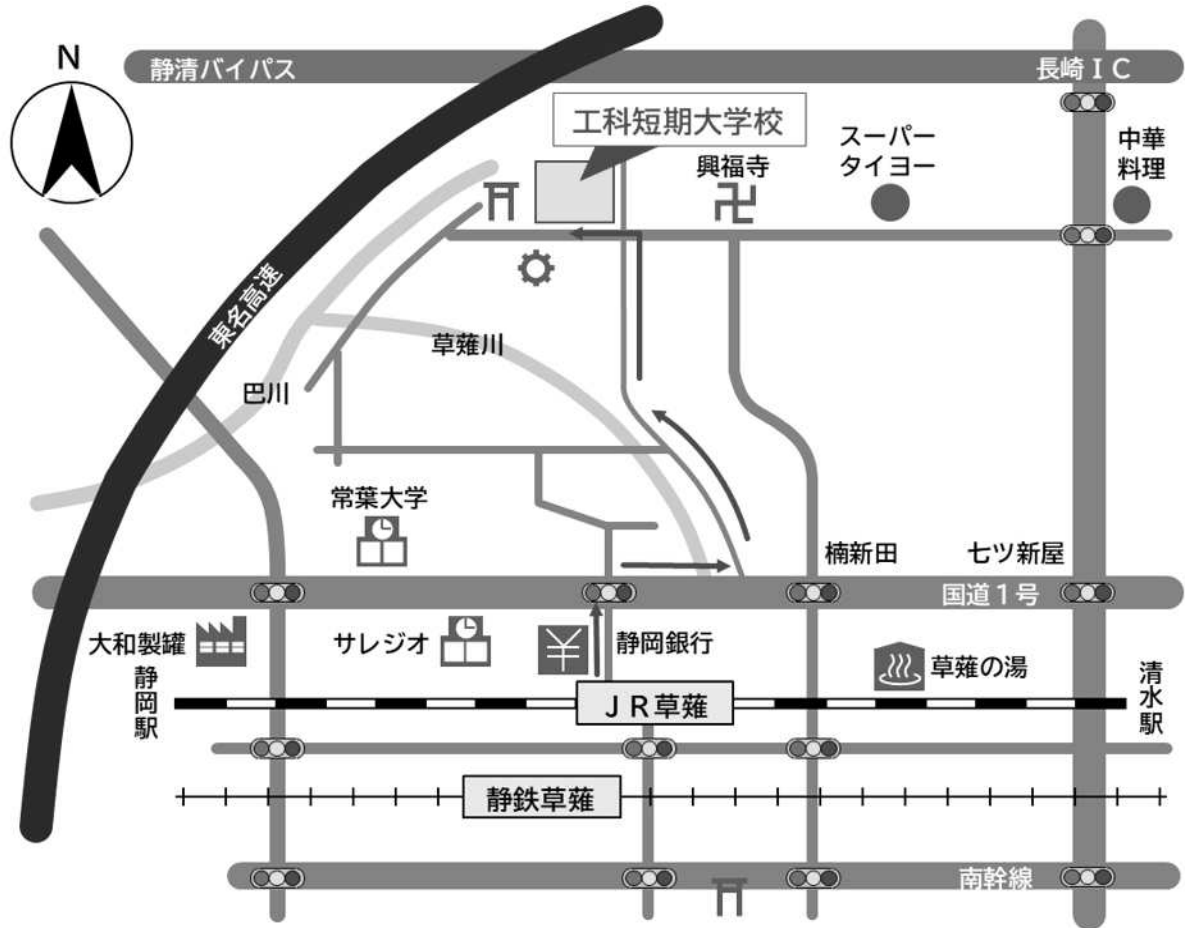 N
静清バイパス
長崎IC
工科短期大学校
興福寺
スーパー
タイヨー
中華
料理
東名高速
草薙川
巴川
常葉大学
楠新田
七ツ新屋
国道1号
大和製罐
サレジオ
静岡銀行
草薙の湯
静岡駅
JR草薙
清水駅
静鉄草薙
南幹線